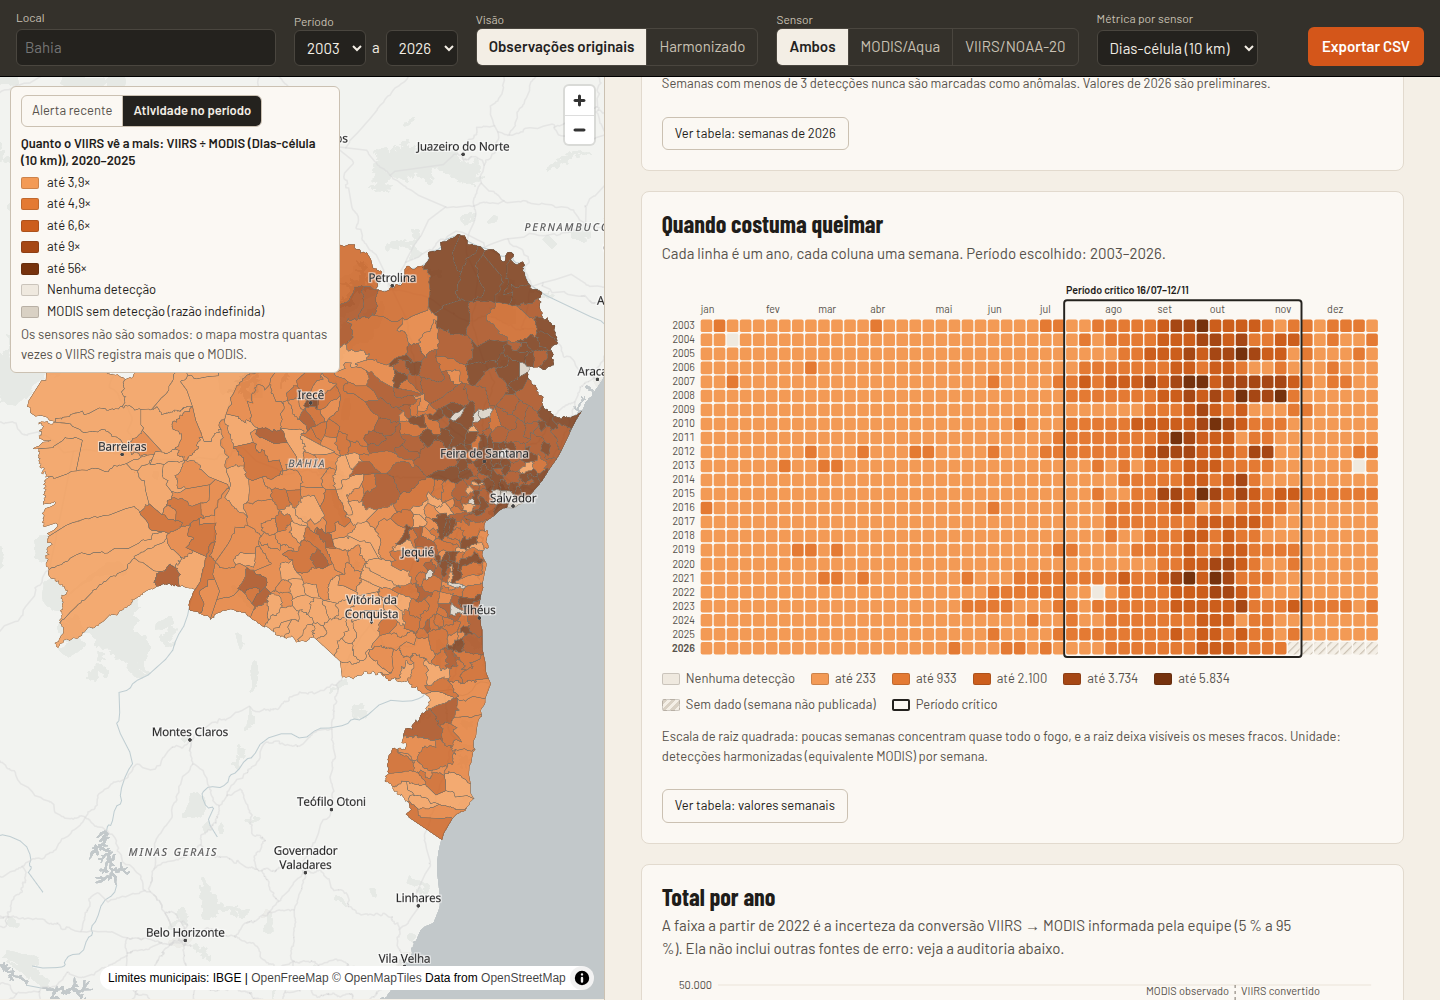 Local
Bahia
Período
2003 a 2026
Visão
Observações originais Harmonizado
Sensor
Ambos MODIS/Aqua VIIRS/NOAA-20
Métrica por sensor
Dias-célula (10 km)
Exportar CSV
Alerta recente Atividade no período
Quanto o VIIRS vê a mais: VIIRS ÷ MODIS (Dias-célula
(10 km)), 2020–2025
até 3,9×
até 4,9×
até 6,6×
até 9×
até 56×
Nenhuma detecção
MODIS sem detecção (razão indefinida)
Os sensores não são somados: o mapa mostra quantas
vezes o VIIRS registra mais que o MODIS.
+
−
os
Juazeiro do Norte
PERNAMBUC
Petrolina
A
Araca
Irecê
Barreiras
BAHIA
Feira de Santana
Salvador
Jequié
Vitória da
Conquista
Ilhéus
Montes Claros
Teófilo Otoni
MINAS GERAIS
Governador
Valadares
Linhares
Belo Horizonte
Vila Velha
Limites municipais: IBGE | OpenFreeMap © OpenMapTiles Data from OpenStreetMap
Semanas com menos de 3 detecções nunca são marcadas como anômalas. Valores de 2026 são preliminares.
Ver tabela: semanas de 2026
Quando costuma queimar
Cada linha é um ano, cada coluna uma semana. Período escolhido: 2003–2026.
Período crítico 16/07–12/11
jan fev mar abr mai jun jul ago set out nov dez
2003
2004
2005
2006
2007
2008
2009
2010
2011
2012
2013
2014
2015
2016
2017
2018
2019
2020
2021
2022
2023
2024
2025
2026
Nenhuma detecção até 233 até 933 até 2.100 até 3.734 até 5.834
Sem dado (semana não publicada) Período crítico
Escala de raiz quadrada: poucas semanas concentram quase todo o fogo, e a raiz deixa visíveis os meses fracos. Unidade:
detecções harmonizadas (equivalente MODIS) por semana.
Ver tabela: valores semanais
Total por ano
A faixa a partir de 2022 é a incerteza da conversão VIIRS → MODIS informada pela equipe (5 % a 95
%). Ela não inclui outras fontes de erro: veja a auditoria abaixo.
50.000
MODIS observado VIIRS convertido